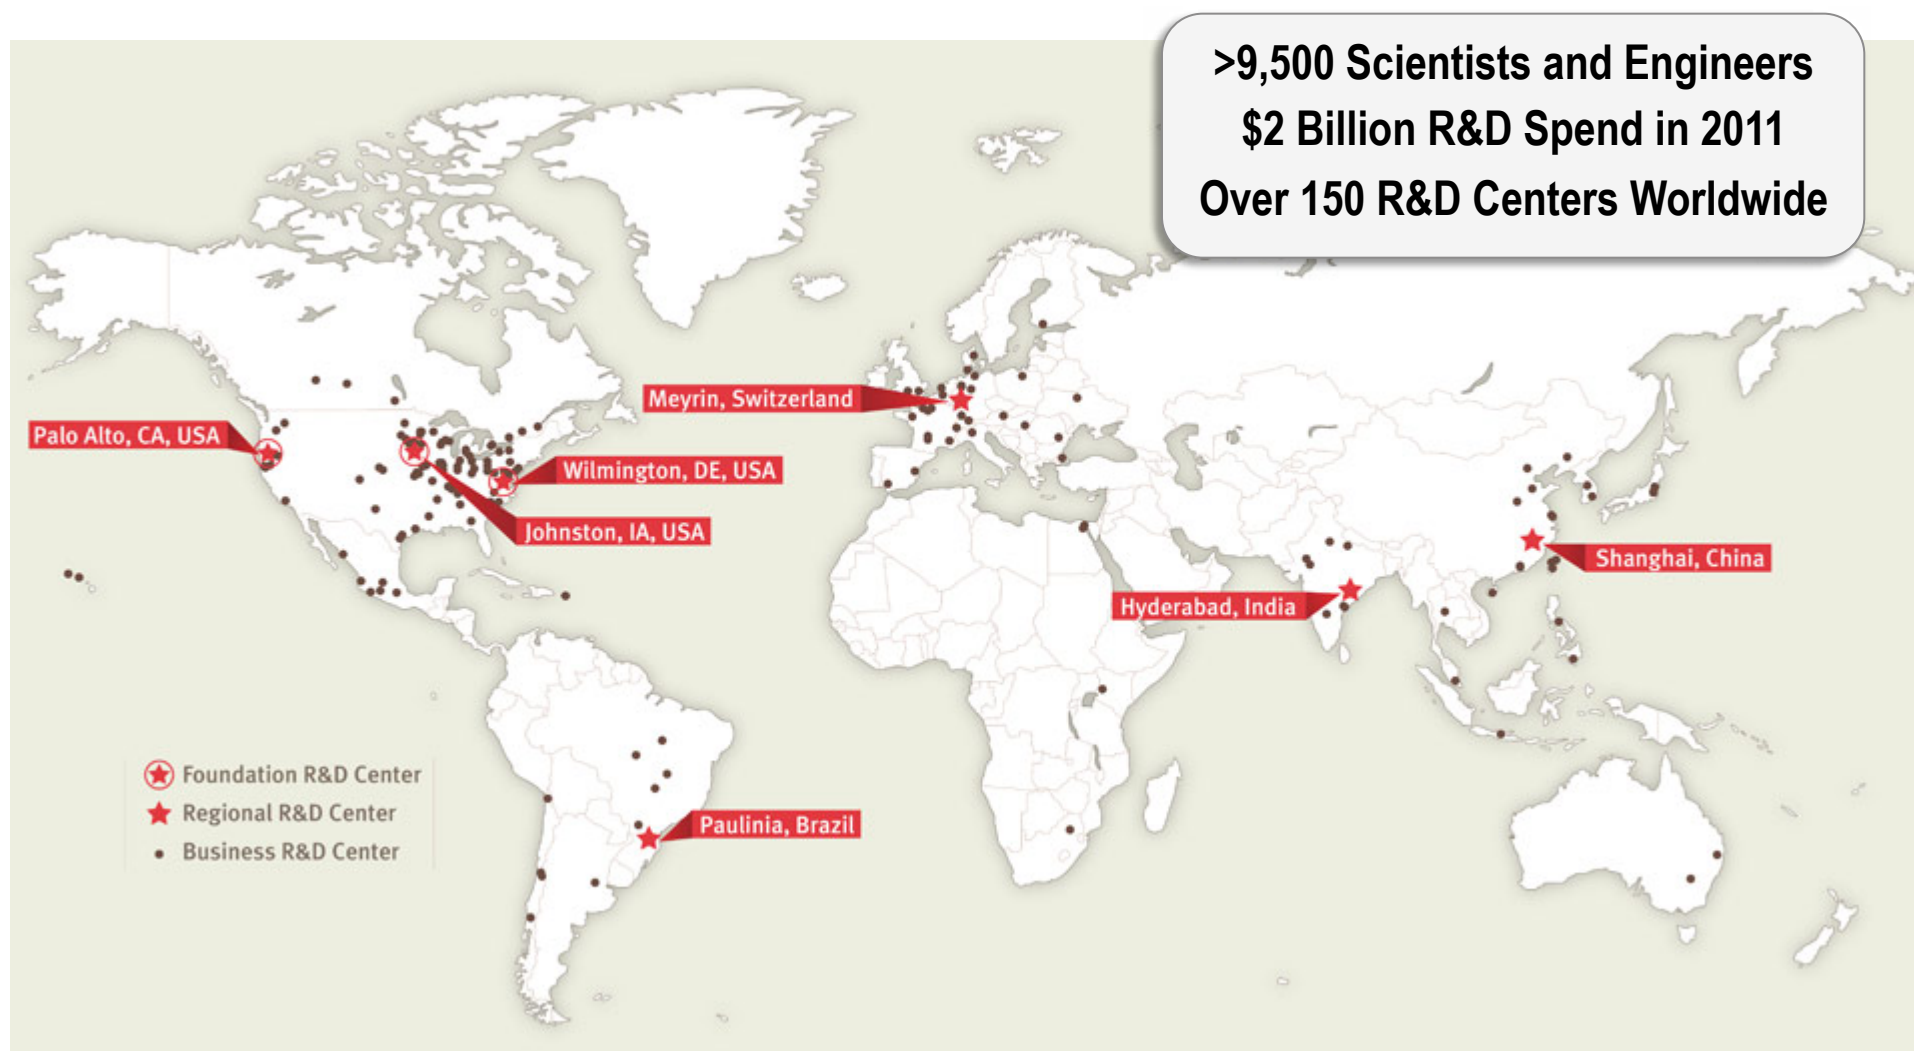 >9,500 Scientists and Engineers
$2 Billion R&D Spend in 2011
Over 150 R&D Centers Worldwide
Meyrin, Switzerland
Palo Alto, CA, USA
Wilmington, DE, USA
Johnston, IA, USA
Shanghai, China
Hyderabad, India
Foundation R&D Center
Regional R&D Center
Business R&D Center
Paulinia, Brazil